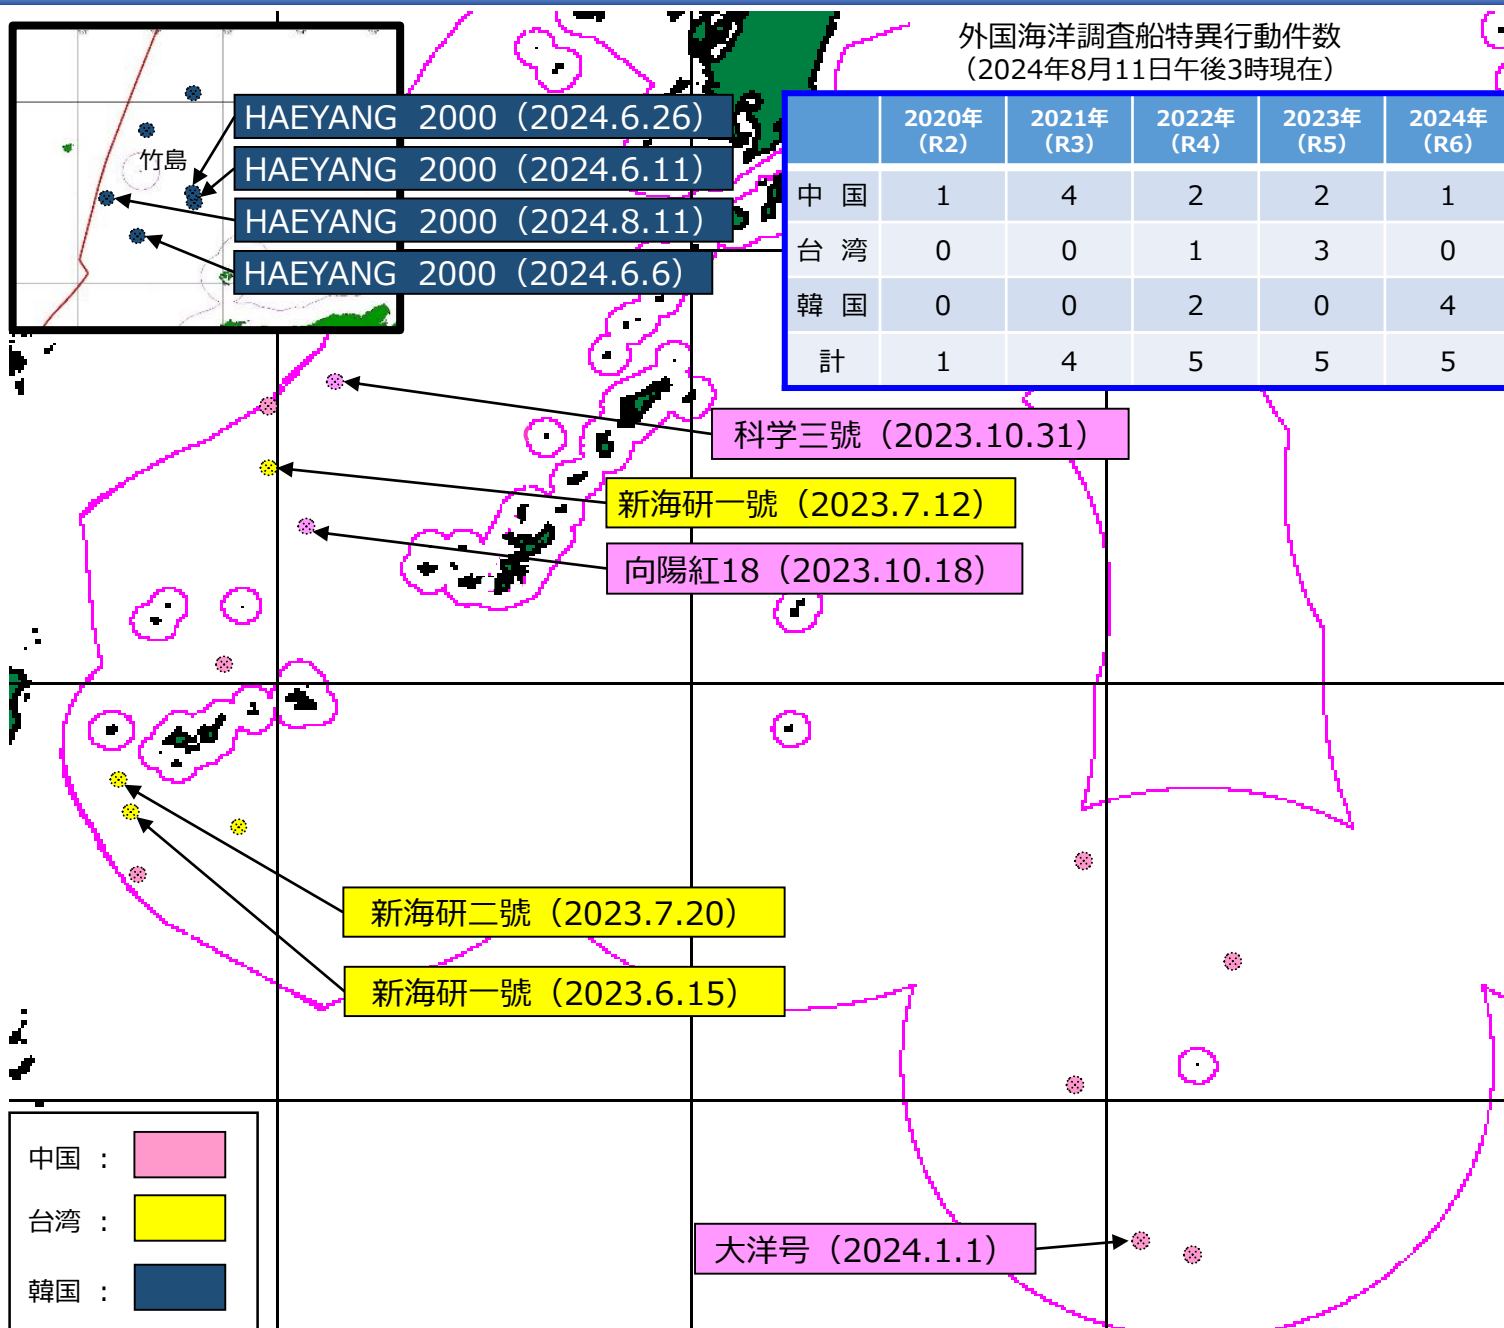 外国海洋調査船特異行動件数
（2024年8月11日午後3時現在）
2020年 2021年 2022年 2023年 2024年
（R2） （R3） （R4） （R5） （R6）
中 国 1 4 2 2 1
台 湾 0 0 1 3 0
韓 国 0 0 2 0 4
計 1 4 5 5 5
竹島
HAEYANG 2000（2024.6.26）
HAEYANG 2000（2024.6.11）
HAEYANG 2000（2024.8.11）
HAEYANG 2000（2024.6.6）
科学三號（2023.10.31）
新海研一號（2023.7.12）
向陽紅18（2023.10.18）
新海研二號（2023.7.20）
新海研一號（2023.6.15）
大洋号（2024.1.1）
中国 ：
台湾 ：
韓国 ：